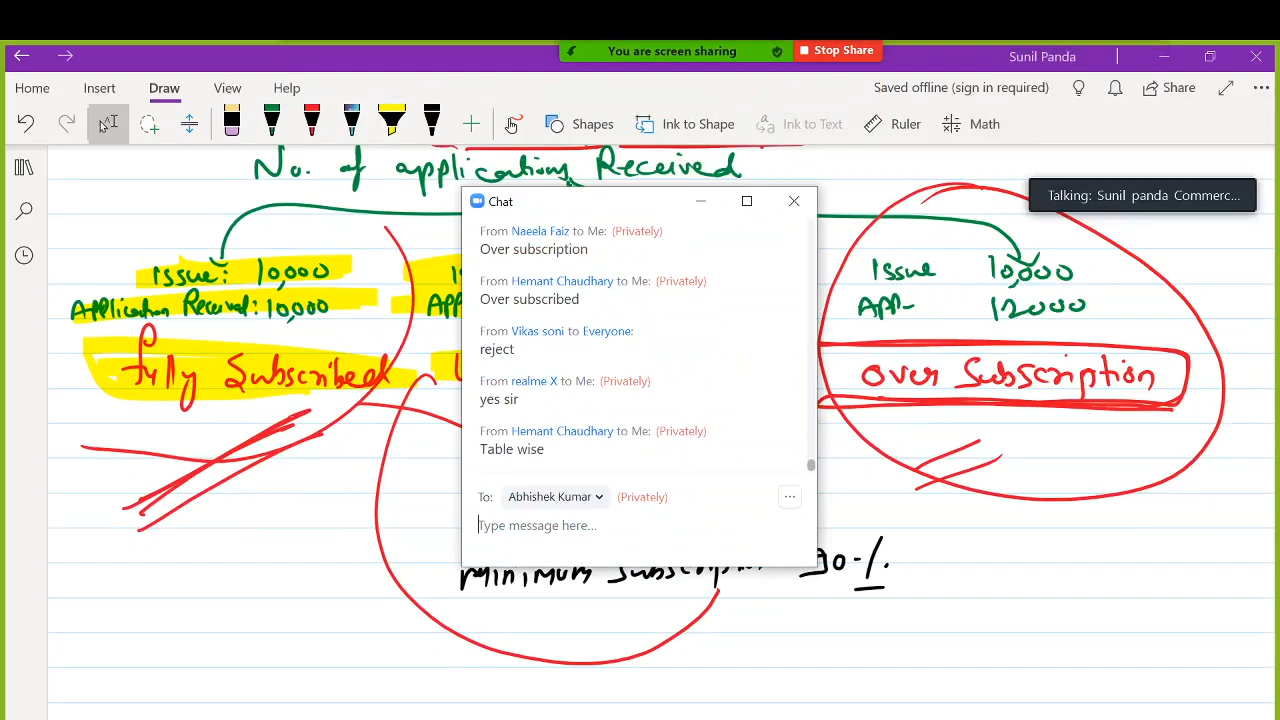 You are screen sharing
Stop Share
Sunil Panda
Home Insert Draw View Help
Saved offline (sign in required)
Share
Shapes
Ink to Shape
Ink to Text
Ruler
Math
No. of applications Received
Talking: Sunil panda Commerc...
Chat
From Naeela Faiz to Me: (Privately)
Over subscription
From Hemant Chaudhary to Me: (Privately)
Over subscribed
From Vikas soni to Everyone:
reject
From realme X to Me: (Privately)
yes sir
From Hemant Chaudhary to Me: (Privately)
Table wise
To: Abhishek Kumar (Privately)
Type message here...
Issue: 10,000
Application Received: 10,000
fully Subscribed
Issue 10,000
App- 12000
over Subscription
Minimum Subscription 90%.